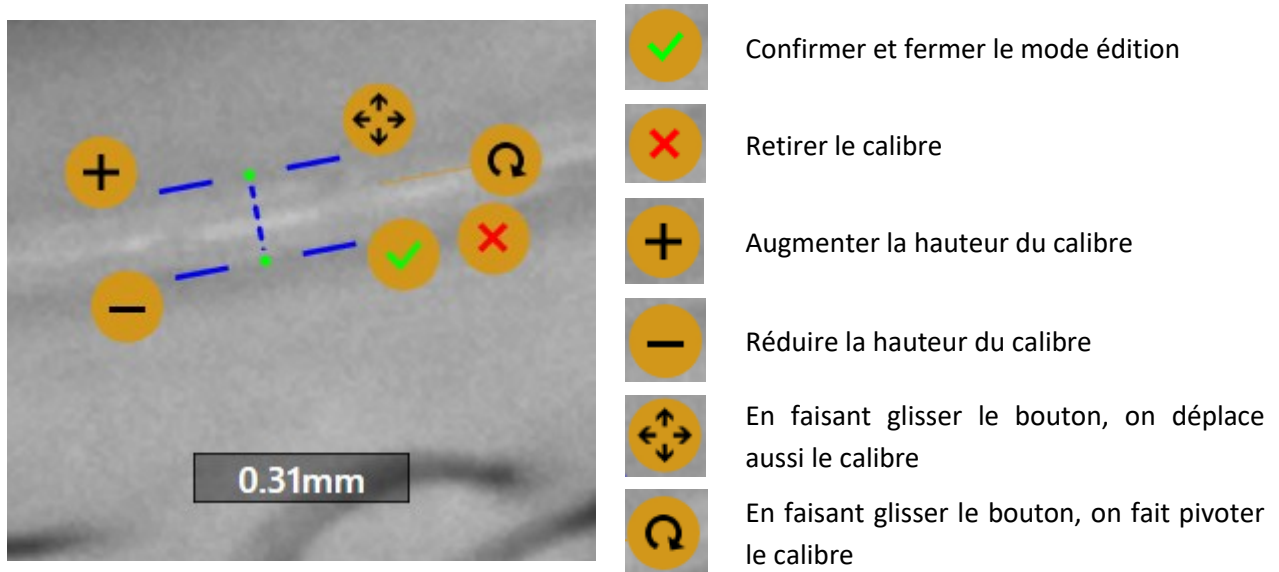 Confirmer et fermer le mode édition
Retirer le calibre
Augmenter la hauteur du calibre
Réduire la hauteur du calibre
En faisant glisser le bouton, on déplace
aussi le calibre
0.31mm
En faisant glisser le bouton, on fait pivoter
le calibre